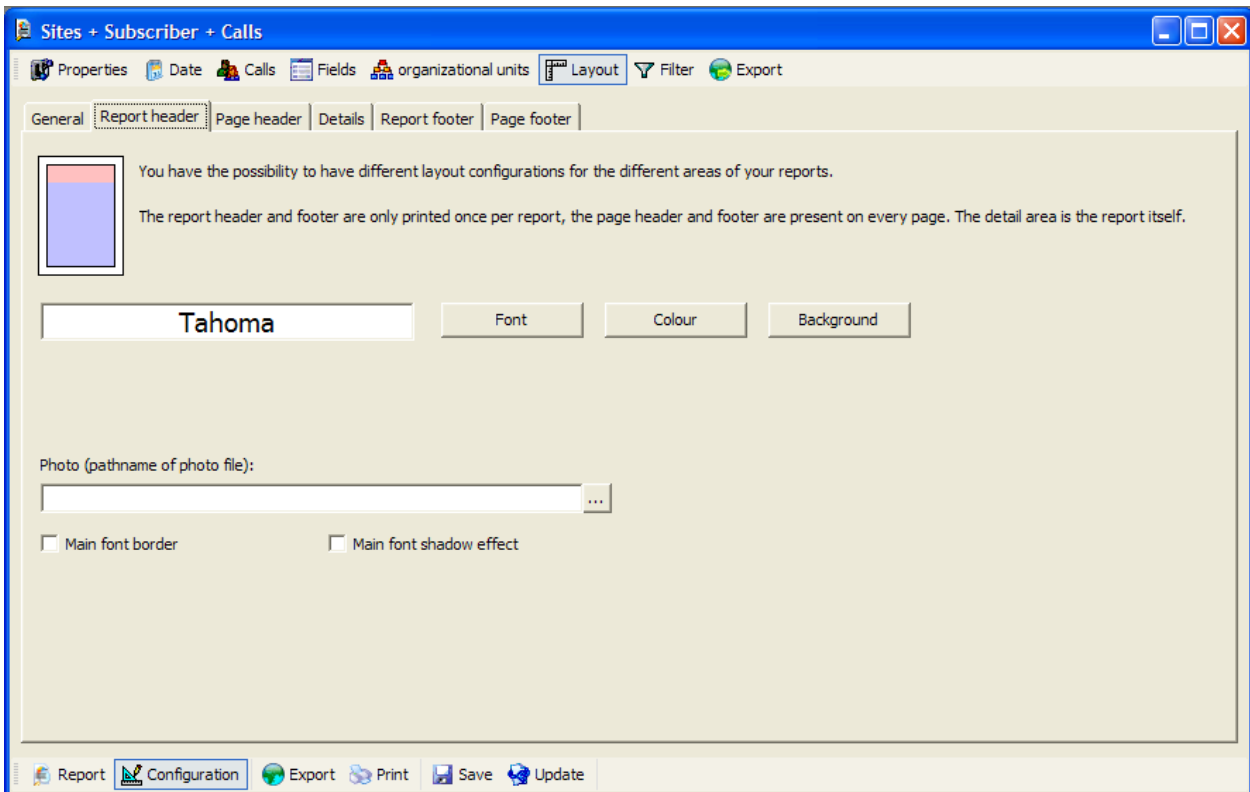 Sites + Subscriber + Calls
Properties Date Calls Fields organizational units Layout Filter Export
General Report header Page header Details Report footer Page footer
You have the possibility to have different layout configurations for the different areas of your reports.
The report header and footer are only printed once per report, the page header and footer are present on every page. The detail area is the report itself.
Tahoma Font Colour Background
Photo (pathname of photo file):
...
Main font border Main font shadow effect
Report Configuration Export Print Save Update